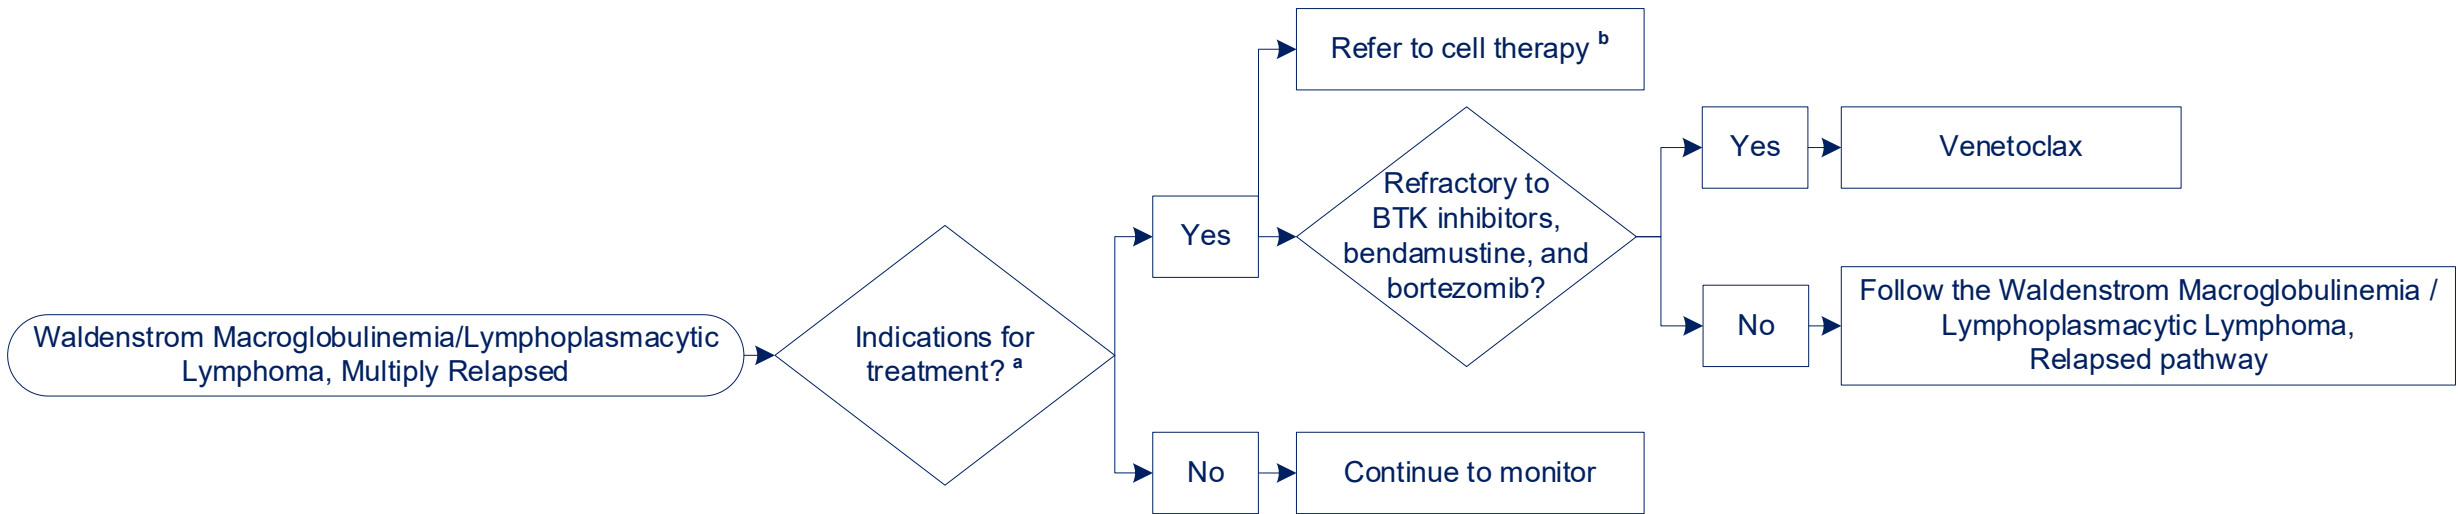 Waldenstrom Macroglobulinemia/Lymphoplasmacytic
Lymphoma, Multiply Relapsed
Indications for
treatment? a
Yes
Refer to cell therapy b
Refractory to
BTK inhibitors,
bendamustine, and
bortezomib?
Yes
Venetoclax
No
Follow the Waldenstrom Macroglobulinemia /
Lymphoplasmacytic Lymphoma,
Relapsed pathway
No
Continue to monitor